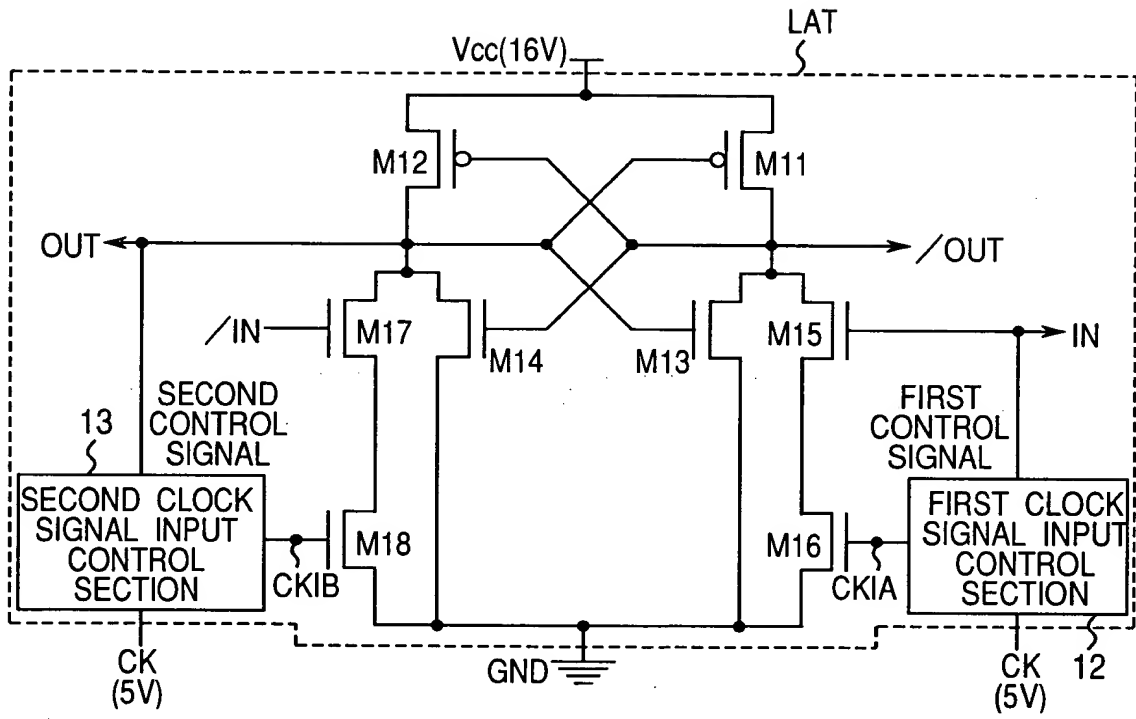 LAT
Vcc(16V)
M12
M11
OUT
/OUT
/IN
M17
M14
M13
M15
IN
SECOND
CONTROL
SIGNAL
FIRST
CONTROL
SIGNAL
13
SECOND CLOCK
SIGNAL INPUT
CONTROL
SECTION
CKIB
M18
M16
CKIA
FIRST CLOCK
SIGNAL INPUT
CONTROL
SECTION
CK
(5V)
GND
CK
(5V)
12